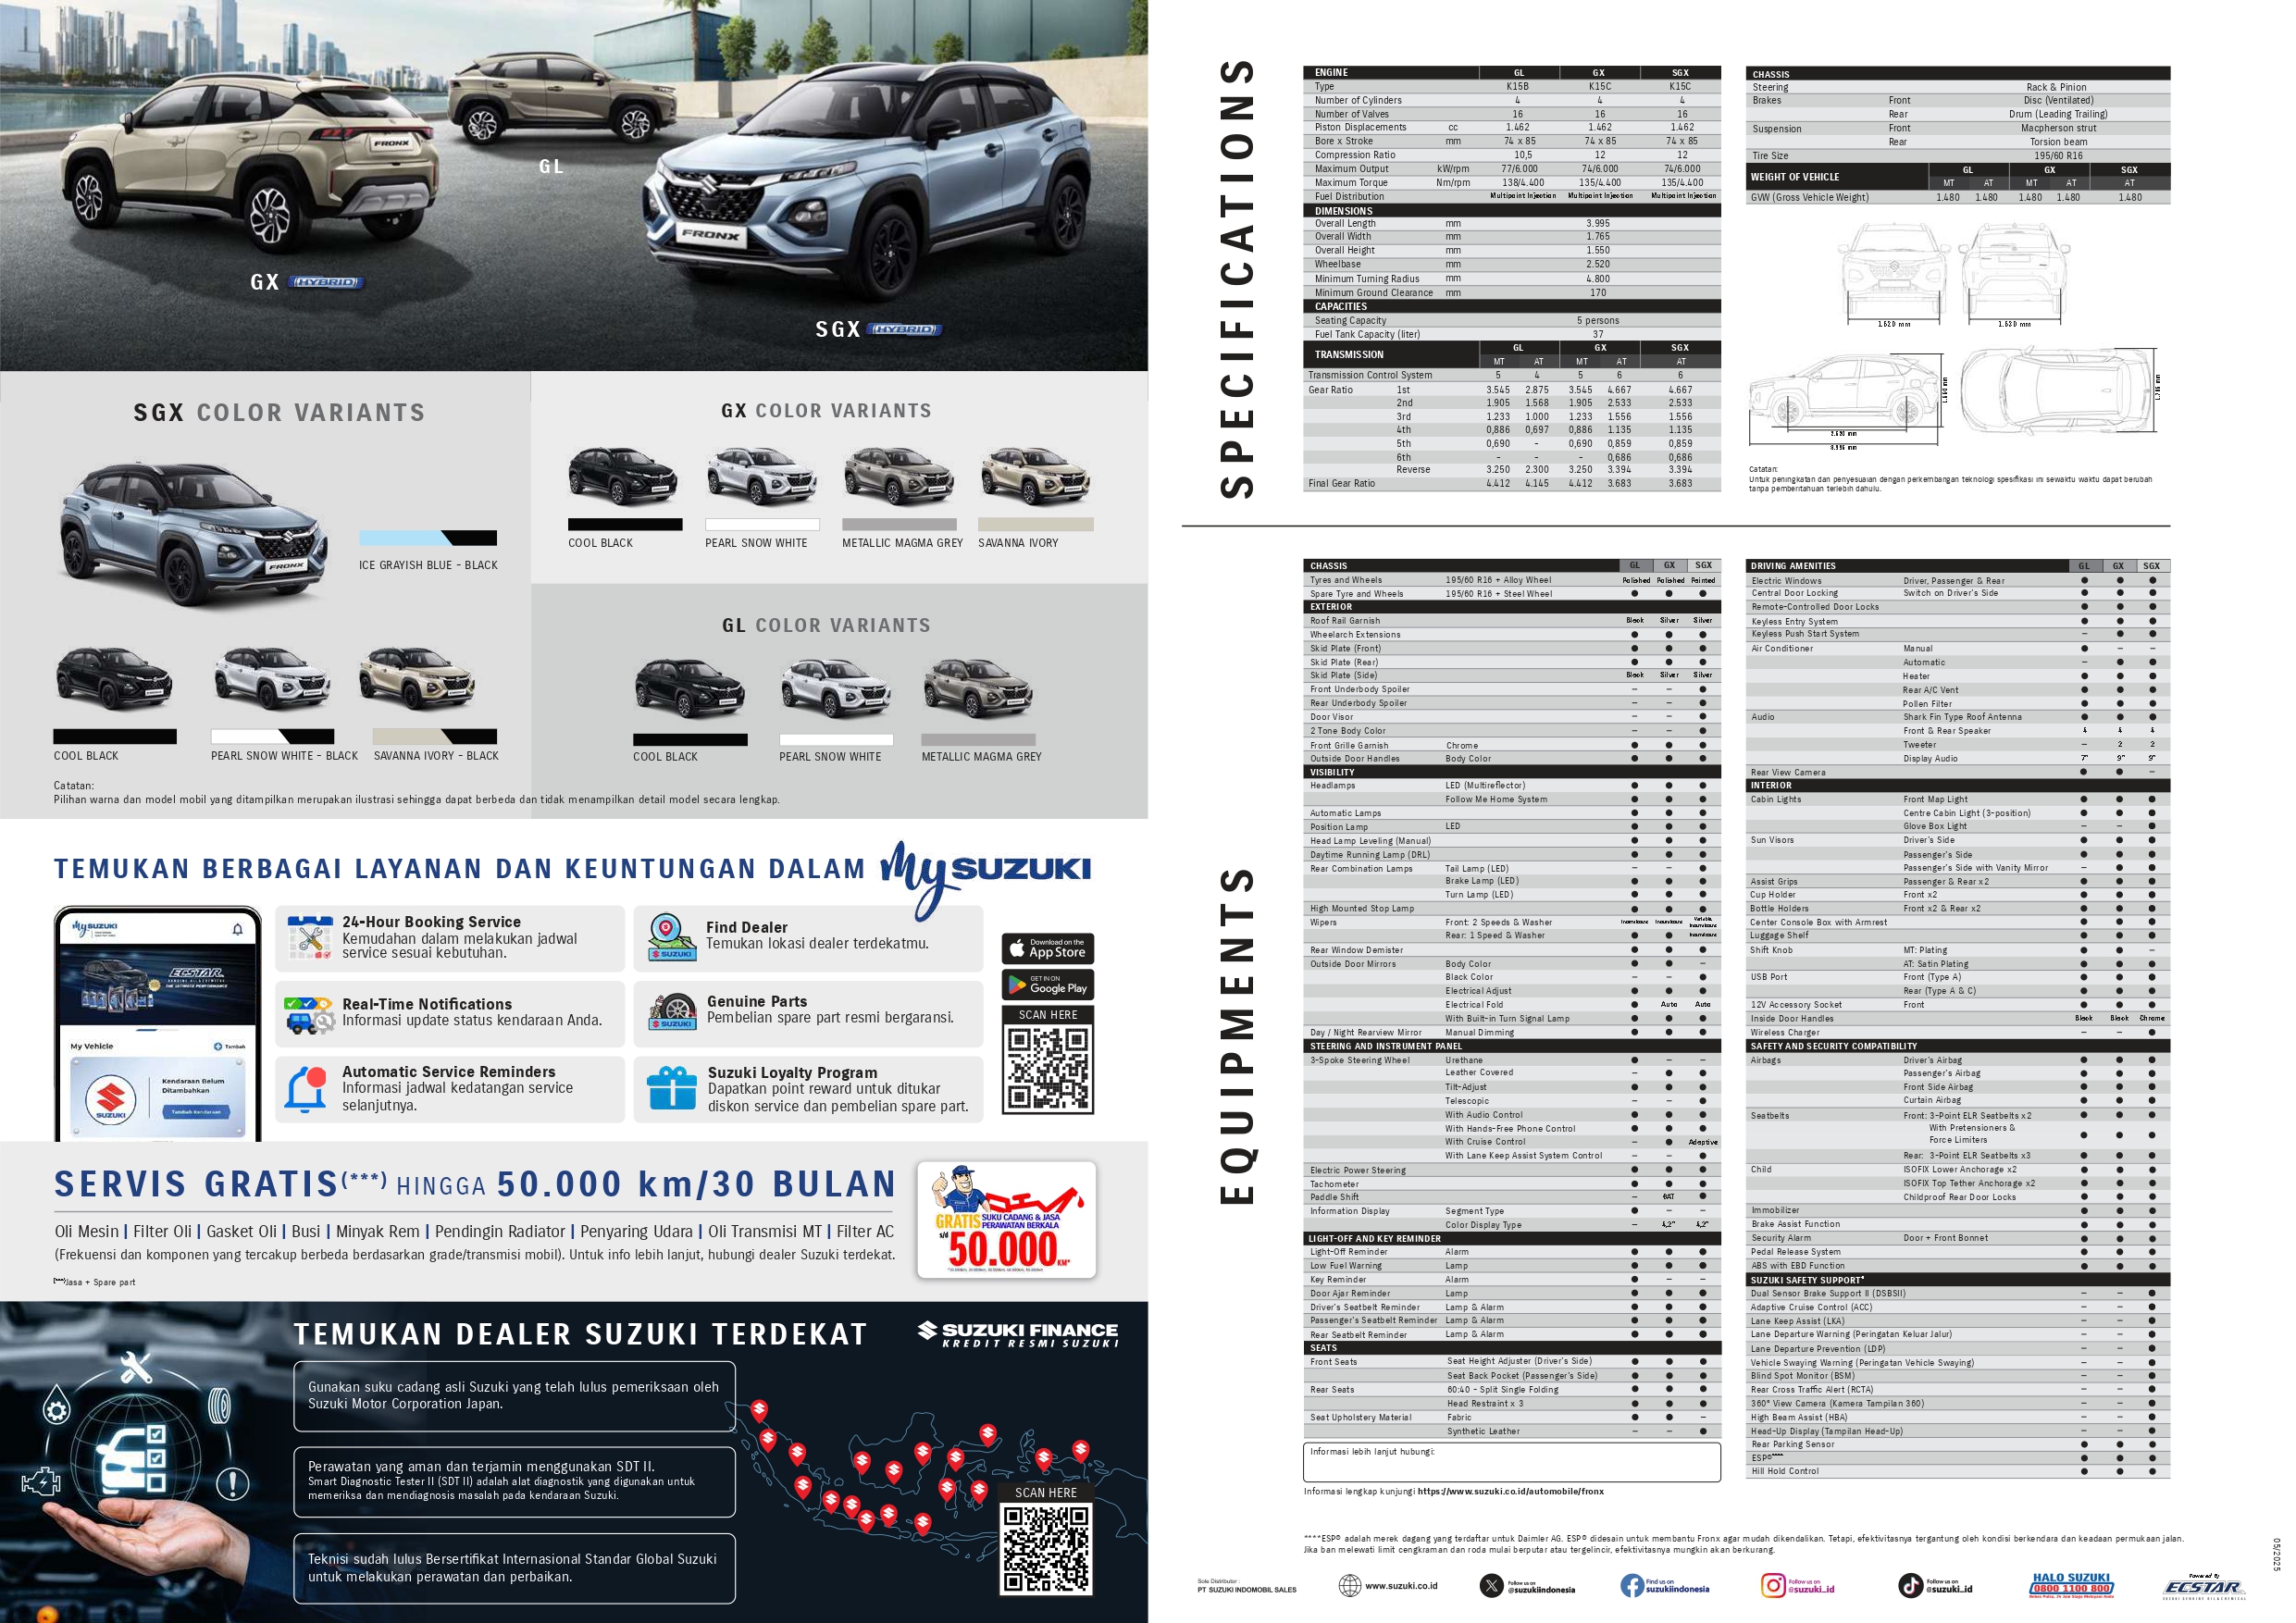 GL
GX HYBRID
SGX HYBRID
FRONX
FRONX
SGX COLOR VARIANTS
ICE GRAYISH BLUE - BLACK
COOL BLACK
PEARL SNOW WHITE - BLACK
SAVANNA IVORY - BLACK
GX COLOR VARIANTS
COOL BLACK
PEARL SNOW WHITE
METALLIC MAGMA GREY
SAVANNA IVORY
GL COLOR VARIANTS
COOL BLACK
PEARL SNOW WHITE
METALLIC MAGMA GREY
Catatan:
Pilihan warna dan model mobil yang ditampilkan merupakan ilustrasi sehingga dapat berbeda dan tidak menampilkan detail model secara lengkap.
TEMUKAN BERBAGAI LAYANAN DAN KEUNTUNGAN DALAM My SUZUKI
My SUZUKI
ECSTAR
My Vehicle
Tambah
Kendaraan Belum
Ditambahkan
Tambah Kendaraan
SUZUKI
24-Hour Booking Service
Kemudahan dalam melakukan jadwal
service sesuai kebutuhan.
Find Dealer
Temukan lokasi dealer terdekatmu.
Real-Time Notifications
Informasi update status kendaraan Anda.
Genuine Parts
Pembelian spare part resmi bergaransi.
Automatic Service Reminders
Informasi jadwal kedatangan service
selanjutnya.
Suzuki Loyalty Program
Dapatkan point reward untuk ditukar
diskon service dan pembelian spare part.
Download on the
App Store
GET IN ON
Google Play
SCAN HERE
SERVIS GRATIS(***) HINGGA 50.000 km/30 BULAN
Oli Mesin | Filter Oli | Gasket Oli | Busi | Minyak Rem | Pendingin Radiator | Penyaring Udara | Oli Transmisi MT | Filter AC
(Frekuensi dan komponen yang tercakup berbeda berdasarkan grade/transmisi mobil). Untuk info lebih lanjut, hubungi dealer Suzuki terdekat.
(***)Jasa + Spare part
GRATIS SUKU CADANG & JASA
PERAWATAN BERKALA
s/d
50.000 KM*
TEMUKAN DEALER SUZUKI TERDEKAT
SUZUKI FINANCE
KREDIT RESMI SUZUKI
Gunakan suku cadang asli Suzuki yang telah lulus pemeriksaan oleh
Suzuki Motor Corporation Japan.
Perawatan yang aman dan terjamin menggunakan SDT II.
Smart Diagnostic Tester II (SDT II) adalah alat diagnostik yang digunakan untuk
memeriksa dan mendiagnosis masalah pada kendaraan Suzuki.
Teknisi sudah lulus Bersertifikat Internasional Standar Global Suzuki
untuk melakukan perawatan dan perbaikan.
SCAN HERE
SPECIFICATIONS
ENGINE GL GX SGX
Type K15B K15C K15C
Number of Cylinders 4 4 4
Number of Valves 16 16 16
Piston Displacements cc 1.462 1.462 1.462
Bore x Stroke mm 74 x 85 74 x 85 74 x 85
Compression Ratio 10,5 12 12
Maximum Output kW/rpm 77/6.000 74/6.000 74/6.000
Maximum Torque Nm/rpm 138/4.400 135/4.400 135/4.400
Fuel Distribution Multipoint Injection Multipoint Injection Multipoint Injection
DIMENSIONS
Overall Length mm 3.995
Overall Width mm 1.765
Overall Height mm 1.550
Wheelbase mm 2.520
Minimum Turning Radius mm 4.800
Minimum Ground Clearance mm 170
CAPACITIES
Seating Capacity 5 persons
Fuel Tank Capacity (liter) 37
TRANSMISSION GL GX SGX
MT AT MT AT AT
Transmission Control System 5 4 5 6 6
Gear Ratio 1st 3.545 2.875 3.545 4.667 4.667
2nd 1.905 1.568 1.905 2.533 2.533
3rd 1.233 1.000 1.233 1.556 1.556
4th 0,886 0,697 0,886 1.135 1.135
5th 0,690 - 0,690 0,859 0,859
6th - - - 0,686 0,686
Reverse 3.250 2.300 3.250 3.394 3.394
Final Gear Ratio 4.412 4.145 4.412 3.683 3.683
CHASSIS
Steering Rack & Pinion
Brakes Front Disc (Ventilated)
Rear Drum (Leading Trailing)
Suspension Front Macpherson strut
Rear Torsion beam
Tire Size 195/60 R16
WEIGHT OF VEHICLE GL GX SGX
MT AT MT AT AT
GVW (Gross Vehicle Weight) 1.480 1.480 1.480 1.480 1.480
1.520 mm
1.530 mm
2.520 mm
3.995 mm
Catatan:
Untuk peningkatan dan penyesuaian dengan perkembangan teknologi spesifikasi ini sewaktu waktu dapat berubah
tanpa pemberitahuan terlebih dahulu.
EQUIPMENTS
CHASSIS GL GX SGX
Tyres and Wheels 195/60 R16 + Alloy Wheel Polished Polished Painted
Spare Tyre and Wheels 195/60 R16 + Steel Wheel ● ● ●
EXTERIOR
Roof Rail Garnish Black Silver Silver
Wheelarch Extensions ● ● ●
Skid Plate (Front) ● ● ●
Skid Plate (Rear) ● ● ●
Skid Plate (Side) Black Silver Silver
Front Underbody Spoiler - - ●
Rear Underbody Spoiler - - ●
Door Visor - - ●
2 Tone Body Color - - ●
Front Grille Garnish Chrome ● ● ●
Outside Door Handles Body Color ● ● ●
VISIBILITY
Headlamps LED (Multireflector) ● ● ●
Follow Me Home System ● ● ●
Automatic Lamps ● ● ●
Position Lamp LED ● ● ●
Head Lamp Leveling (Manual) ● ● ●
Daytime Running Lamp (DRL) ● ● ●
Rear Combination Lamps Tail Lamp (LED) - - ●
Brake Lamp (LED) ● ● ●
Turn Lamp (LED) ● ● ●
High Mounted Stop Lamp ● ● ●
Wipers Front: 2 Speeds & Washer
Rear: 1 Speed & Washer ● ●
Rear Window Demister ● ● ●
Outside Door Mirrors Body Color ● ● -
Black Color - - ●
Electrical Adjust ● ● ●
Electrical Fold ● Auto Auto
With Built-in Turn Signal Lamp ● ● ●
Day / Night Rearview Mirror Manual Dimming ● ● ●
STEERING AND INSTRUMENT PANEL
3-Spoke Steering Wheel Urethane ● - -
Leather Covered - ● ●
Tilt-Adjust ● ● ●
Telescopic - - ●
With Audio Control ● ● ●
With Hands-Free Phone Control ● ● ●
With Cruise Control - ● Adaptive
With Lane Keep Assist System Control - - ●
Electric Power Steering ● ● ●
Tachometer ● ● ●
Paddle Shift - 6AT ●
Information Display Segment Type ● - -
Color Display Type - 4,2" 4,2"
LIGHT-OFF AND KEY REMINDER
Light-Off Reminder Alarm ● ● ●
Low Fuel Warning Lamp ● ● ●
Key Reminder Alarm ● - -
Door Ajar Reminder Lamp ● ● ●
Driver's Seatbelt Reminder Lamp & Alarm ● ● ●
Passenger's Seatbelt Reminder Lamp & Alarm ● ● ●
Rear Seatbelt Reminder Lamp & Alarm ● ● ●
SEATS
Front Seats Seat Height Adjuster (Driver's Side) ● ● ●
Seat Back Pocket (Passenger's Side) ● ● ●
Rear Seats 60:40 - Split Single Folding ● ● ●
Head Restraint x 3 ● ● ●
Seat Upholstery Material Fabric ● ● -
Synthetic Leather - - ●
Informasi lebih lanjut hubungi:
Informasi lengkap kunjungi https://www.suzuki.co.id/automobile/fronx
DRIVING AMENITIES GL GX SGX
Electric Windows Driver, Passenger & Rear ● ● ●
Central Door Locking Switch on Driver's Side ● ● ●
Remote-Controlled Door Locks ● ● ●
Keyless Entry System ● ● ●
Keyless Push Start System - ● ●
Air Conditioner Manual ● - -
Automatic - ● ●
Heater ● ● ●
Rear A/C Vent ● ● ●
Pollen Filter ● ● ●
Audio Shark Fin Type Roof Antenna ● ● ●
Front & Rear Speaker 4 4 4
Tweeter - 2 2
Display Audio 7" 9" 9"
Rear View Camera ● ● -
INTERIOR
Cabin Lights Front Map Light ● ● ●
Centre Cabin Light (3-position) ● ● ●
Glove Box Light - - ●
Sun Visors Driver's Side ● ● ●
Passenger's Side ● ● ●
Passenger's Side with Vanity Mirror - ● ●
Assist Grips Passenger & Rear x2 ● ● ●
Cup Holder Front x2 ● ● ●
Bottle Holders Front x2 & Rear x2 ● ● ●
Center Console Box with Armrest ● ● ●
Luggage Shelf ● ● ●
Shift Knob MT: Plating ● ● -
AT: Satin Plating ● ● ●
USB Port Front (Type A) ● ● ●
Rear (Type A & C) ● ● ●
12V Accessory Socket Front ● ● ●
Inside Door Handles Black Black Chrome
Wireless Charger - - ●
SAFETY AND SECURITY COMPATIBILITY
Airbags Driver's Airbag ● ● ●
Passenger's Airbag ● ● ●
Front Side Airbag ● ● ●
Curtain Airbag ● ● ●
Seatbelts Front: 3-Point ELR Seatbelts x2 ● ● ●
With Pretensioners &
Force Limiters ● ● ●
Rear: 3-Point ELR Seatbelts x3 ● ● ●
Child ISOFIX Lower Anchorage x2 ● ● ●
ISOFIX Top Tether Anchorage x2 ● ● ●
Childproof Rear Door Locks ● ● ●
Immobilizer ● ● ●
Brake Assist Function ● ● ●
Security Alarm Door + Front Bonnet ● ● ●
Pedal Release System ● ● ●
ABS with EBD Function ● ● ●
SUZUKI SAFETY SUPPORT*
Dual Sensor Brake Support II (DSBSII) - - ●
Adaptive Cruise Control (ACC) - - ●
Lane Keep Assist (LKA) - - ●
Lane Departure Warning (Peringatan Keluar Jalur) - - ●
Lane Departure Prevention (LDP) - - ●
Vehicle Swaying Warning (Peringatan Vehicle Swaying) - - ●
Blind Spot Monitor (BSM) - - ●
Rear Cross Traffic Alert (RCTA) - - ●
360° View Camera (Kamera Tampilan 360) - - ●
High Beam Assist (HBA) - - ●
Head-Up Display (Tampilan Head-Up) - - ●
Rear Parking Sensor ● ● ●
ESP®**** ● ● ●
Hill Hold Control ● ● ●
****ESP® adalah merek dagang yang terdaftar untuk Daimler AG. ESP® didesain untuk membantu Fronx agar mudah dikendalikan. Tetapi, efektivitasnya tergantung oleh kondisi berkendara dan keadaan permukaan jalan.
Jika ban melewati limit cengkraman dan roda mulai berputar atau tergelincir, efektivitasnya mungkin akan berkurang.
05/2025
Sole Distributor :
PT SUZUKI INDOMOBIL SALES
www.suzuki.co.id
Follow us on
@suzukiindonesia
Find us on
suzukiindonesia
Follow us on
@suzuki_id
Follow us on
@suzuki_id
HALO SUZUKI
0800 1100 800
Powered By
ECSTAR